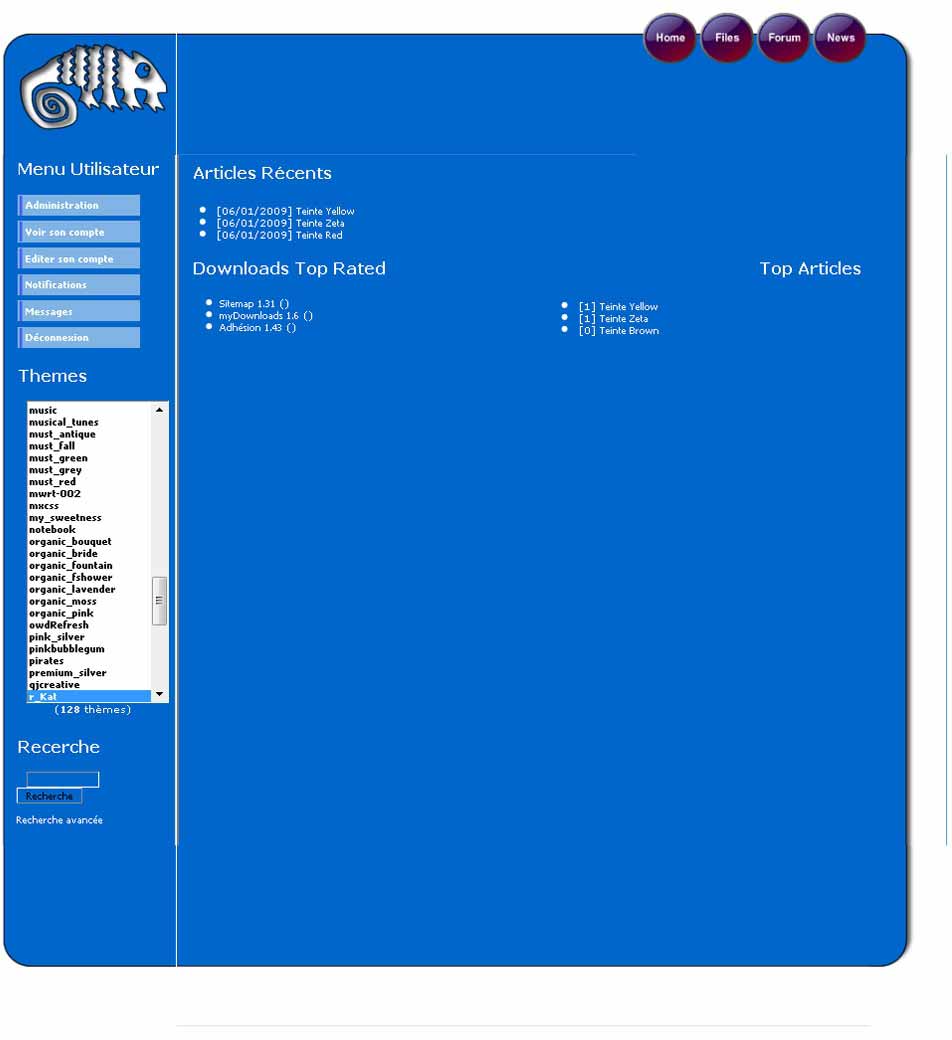 Home Files Forum News
Menu Utilisateur
Administration
Voir son compte
Editer son compte
Notifications
Messages
Déconnexion
Themes
music
musical_tunes
must_antique
must_fall
must_green
must_grey
must_red
mwrt-002
mxcss
my_sweetness
notebook
organic_bouquet
organic_bride
organic_fountain
organic_fshower
organic_lavender
organic_moss
organic_pink
owdRefresh
pink_silver
pinkbubblegum
pirates
premium_silver
qjcreative
r_Kat
(128 thèmes)
Recerche
Recherche
Recherche avancée
Articles Récents
[06/01/2009] Teinte Yellow
[06/01/2009] Teinte Zeta
[06/01/2009] Teinte Red
Downloads Top Rated
Sitemap 1.31 ()
myDownloads 1.6 ()
Adhésion 1.43 ()
Top Articles
[1] Teinte Yellow
[1] Teinte Zeta
[0] Teinte Brown